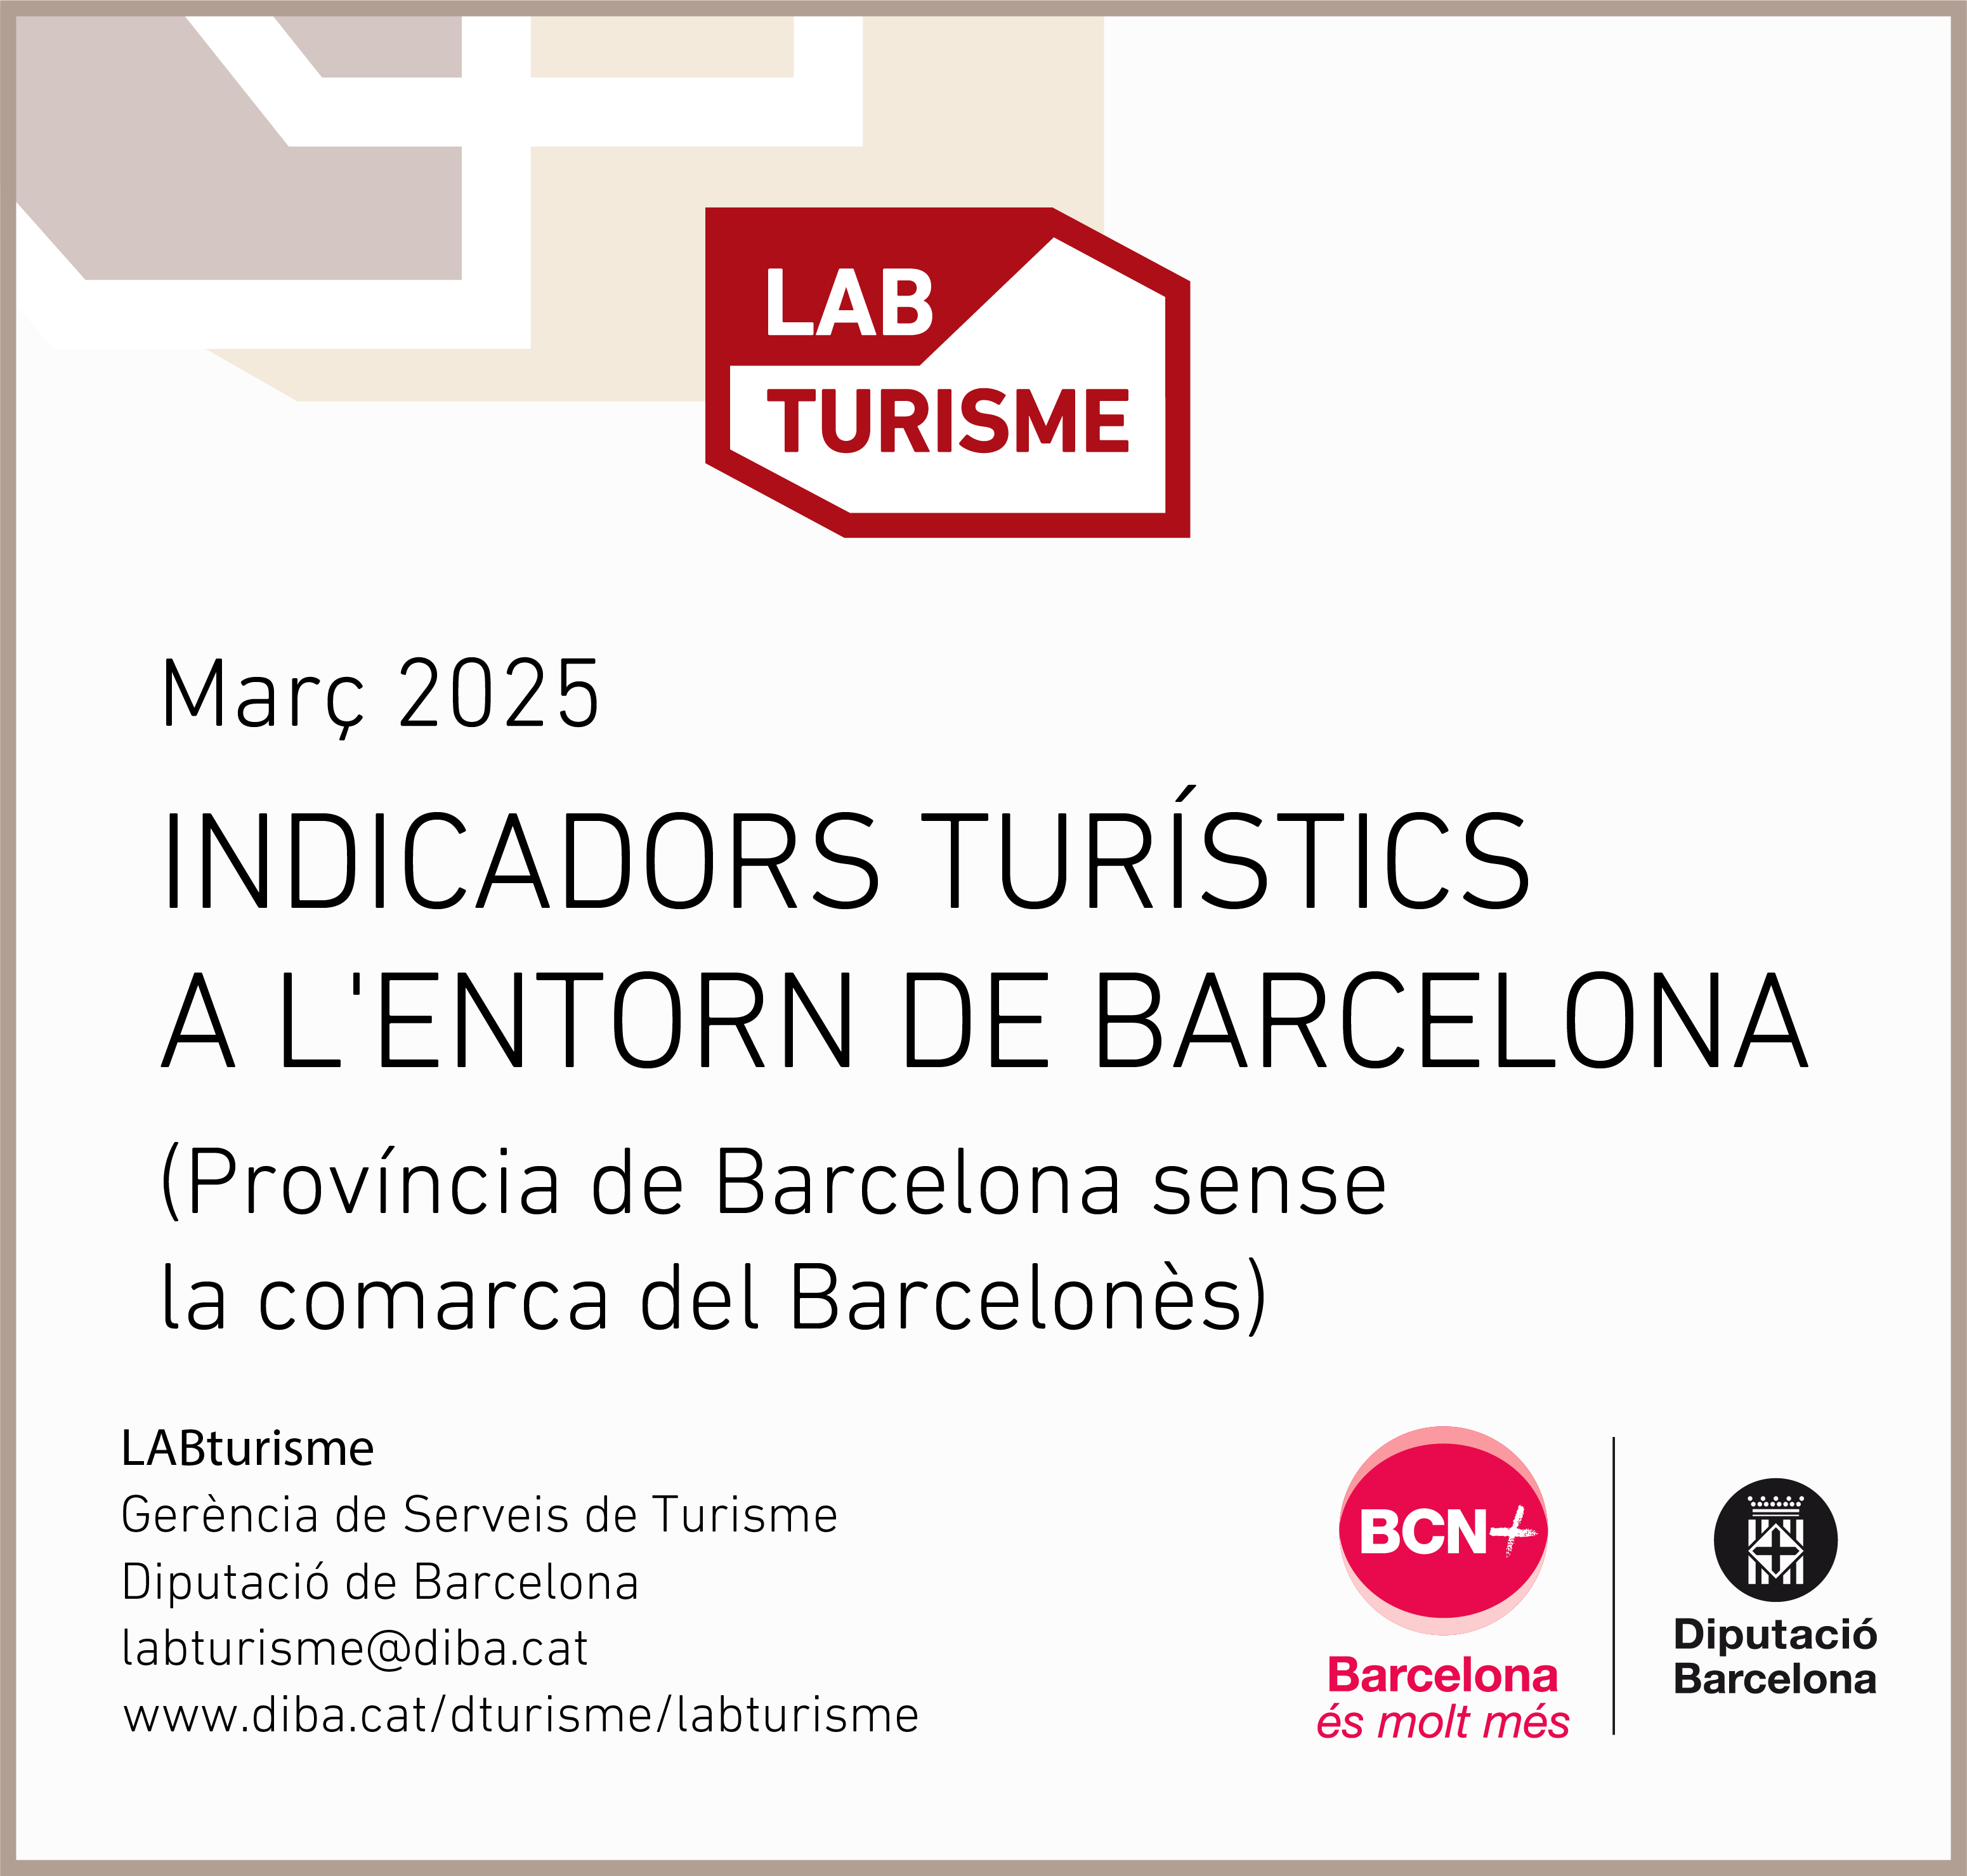 LAB
TURISME
Març 2025
INDICADORS TURÍSTICS
A L'ENTORN DE BARCELONA
(Província de Barcelona sense
la comarca del Barcelonès)
LABturisme
Gerència de Serveis de Turisme
Diputació de Barcelona
labturisme@diba.cat
www.diba.cat/dturisme/labturisme
BCN+
Barcelona
és molt més
Diputació
Barcelona